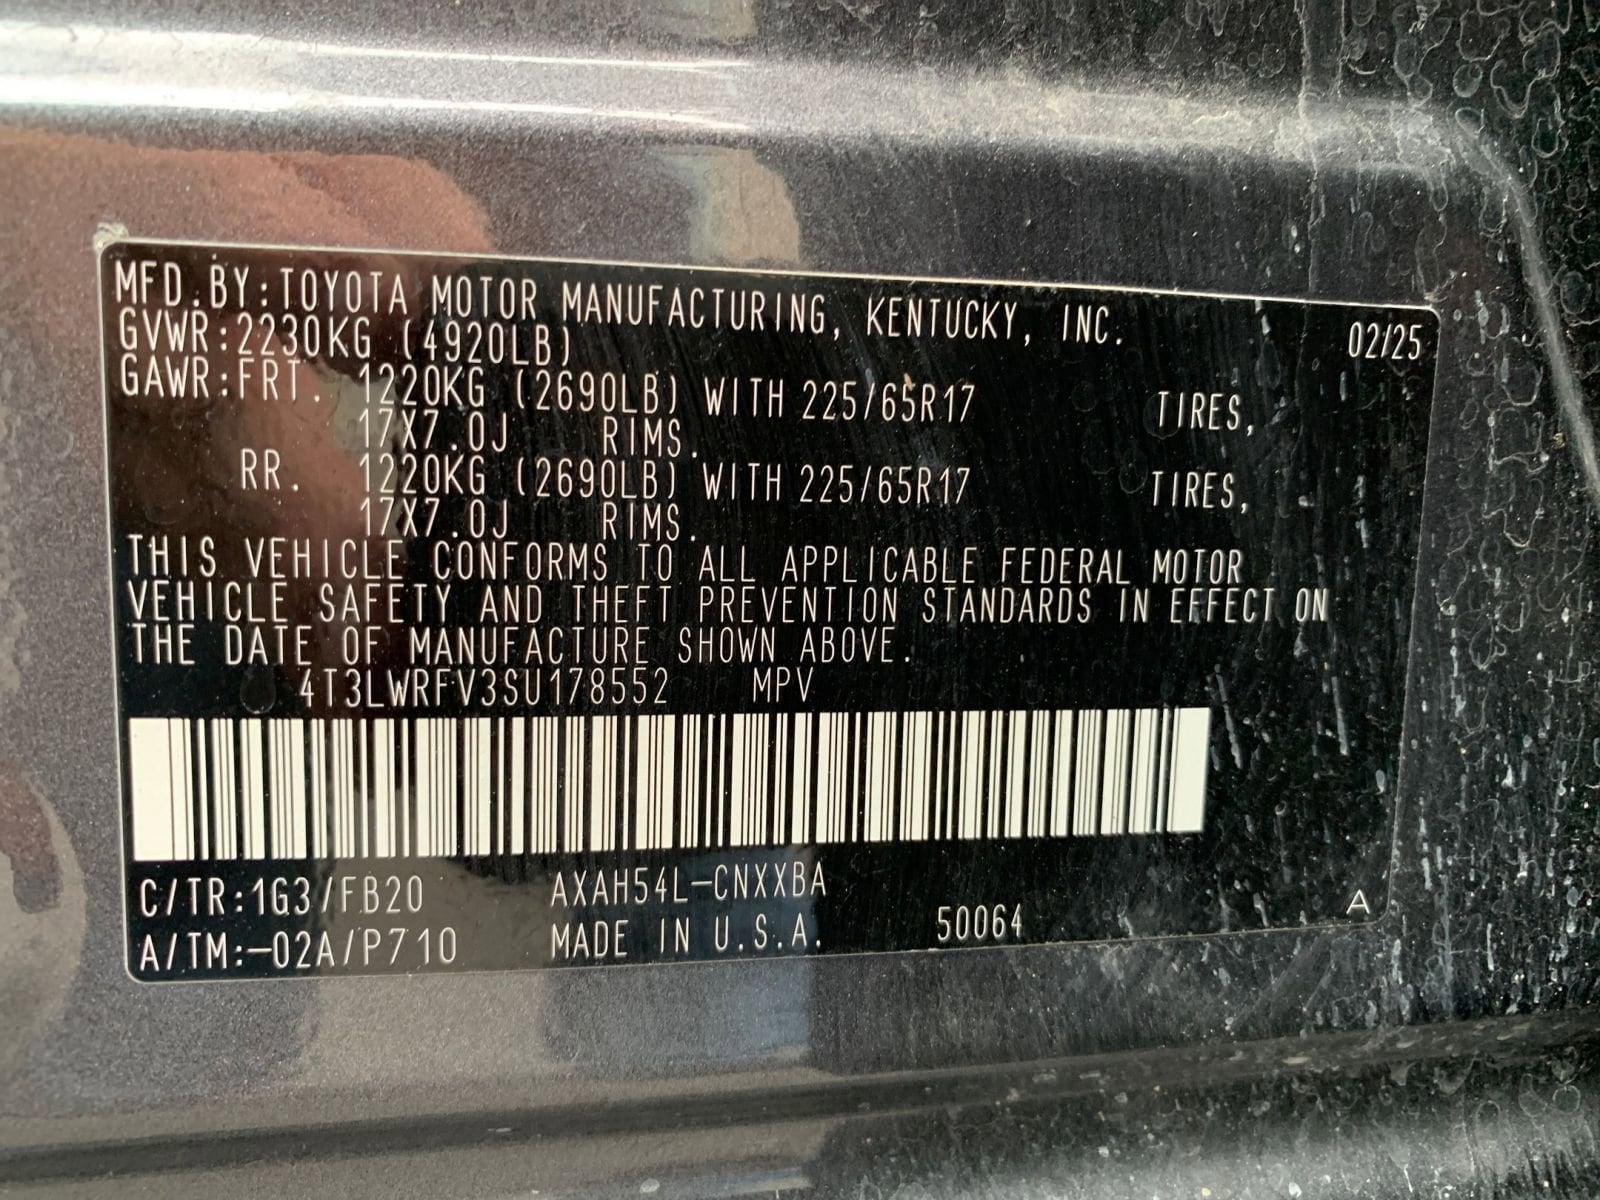 MFD.BY:TOYOTA MOTOR MANUFACTURING, KENTUCKY, INC. 02/25
GVWR:2230KG (4920LB)
GAWR:FRT. 1220KG (2690LB) WITH 225/65R17 TIRES,
17X7.0J RIMS.
RR. 1220KG (2690LB) WITH 225/65R17 TIRES,
17X7.0J RIMS.
THIS VEHICLE CONFORMS TO ALL APPLICABLE FEDERAL MOTOR
VEHICLE SAFETY AND THEFT PREVENTION STANDARDS IN EFFECT ON
THE DATE OF MANUFACTURE SHOWN ABOVE.
4T3LWRFV3SU178552 MPV
C/TR:1G3/FB20 AXAH54L-CNXXBA
A/TM:-02A/P710 MADE IN U.S.A. 50064 A